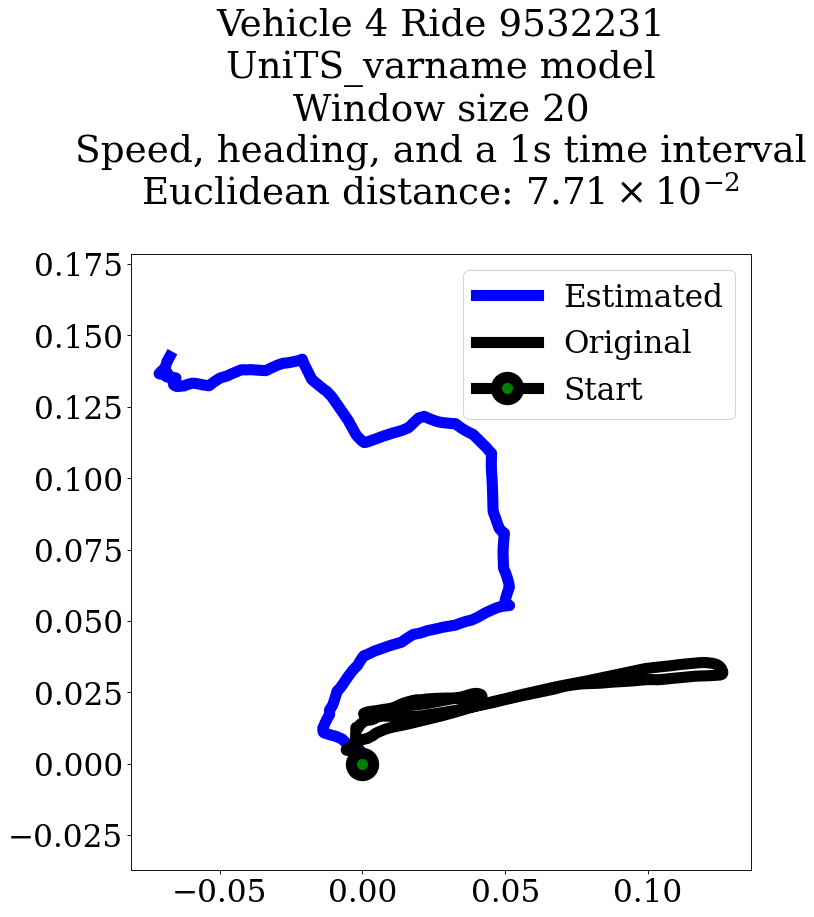 Vehicle 4 Ride 9532231
UniTS_varname model
Window size 20
Speed, heading, and a 1s time interval
Euclidean distance: 7.71 × 10⁻²
0.175
0.150
0.125
0.100
0.075
0.050
0.025
0.000
−0.025
Estimated
Original
Start
−0.05
0.00
0.05
0.10